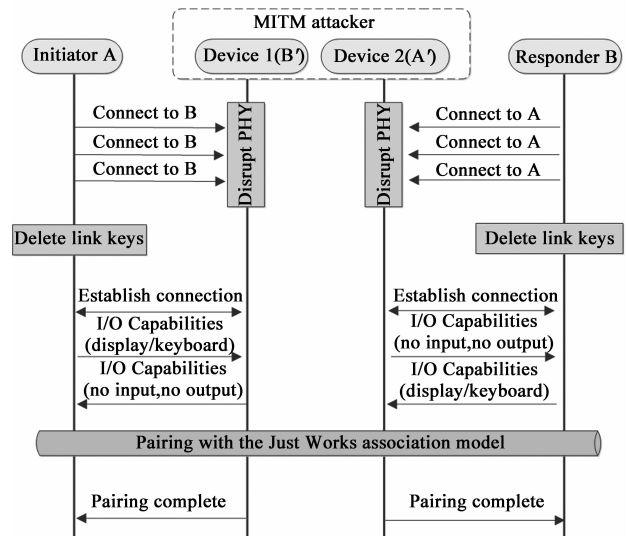 MITM attacker
Initiator A
Device 1(B′)
Device 2(A′)
Responder B
Connect to B
Connect to B
Connect to B
Disrupt PHY
Disrupt PHY
Connect to A
Connect to A
Connect to A
Delete link keys
Delete link keys
Establish connection
I/O Capabilities
(display/keyboard)
I/O Capabilities
(no input,no output)
Establish connection
I/O Capabilities
(no input,no output)
I/O Capabilities
(display/keyboard)
Pairing with the Just Works association model
Pairing complete
Pairing complete